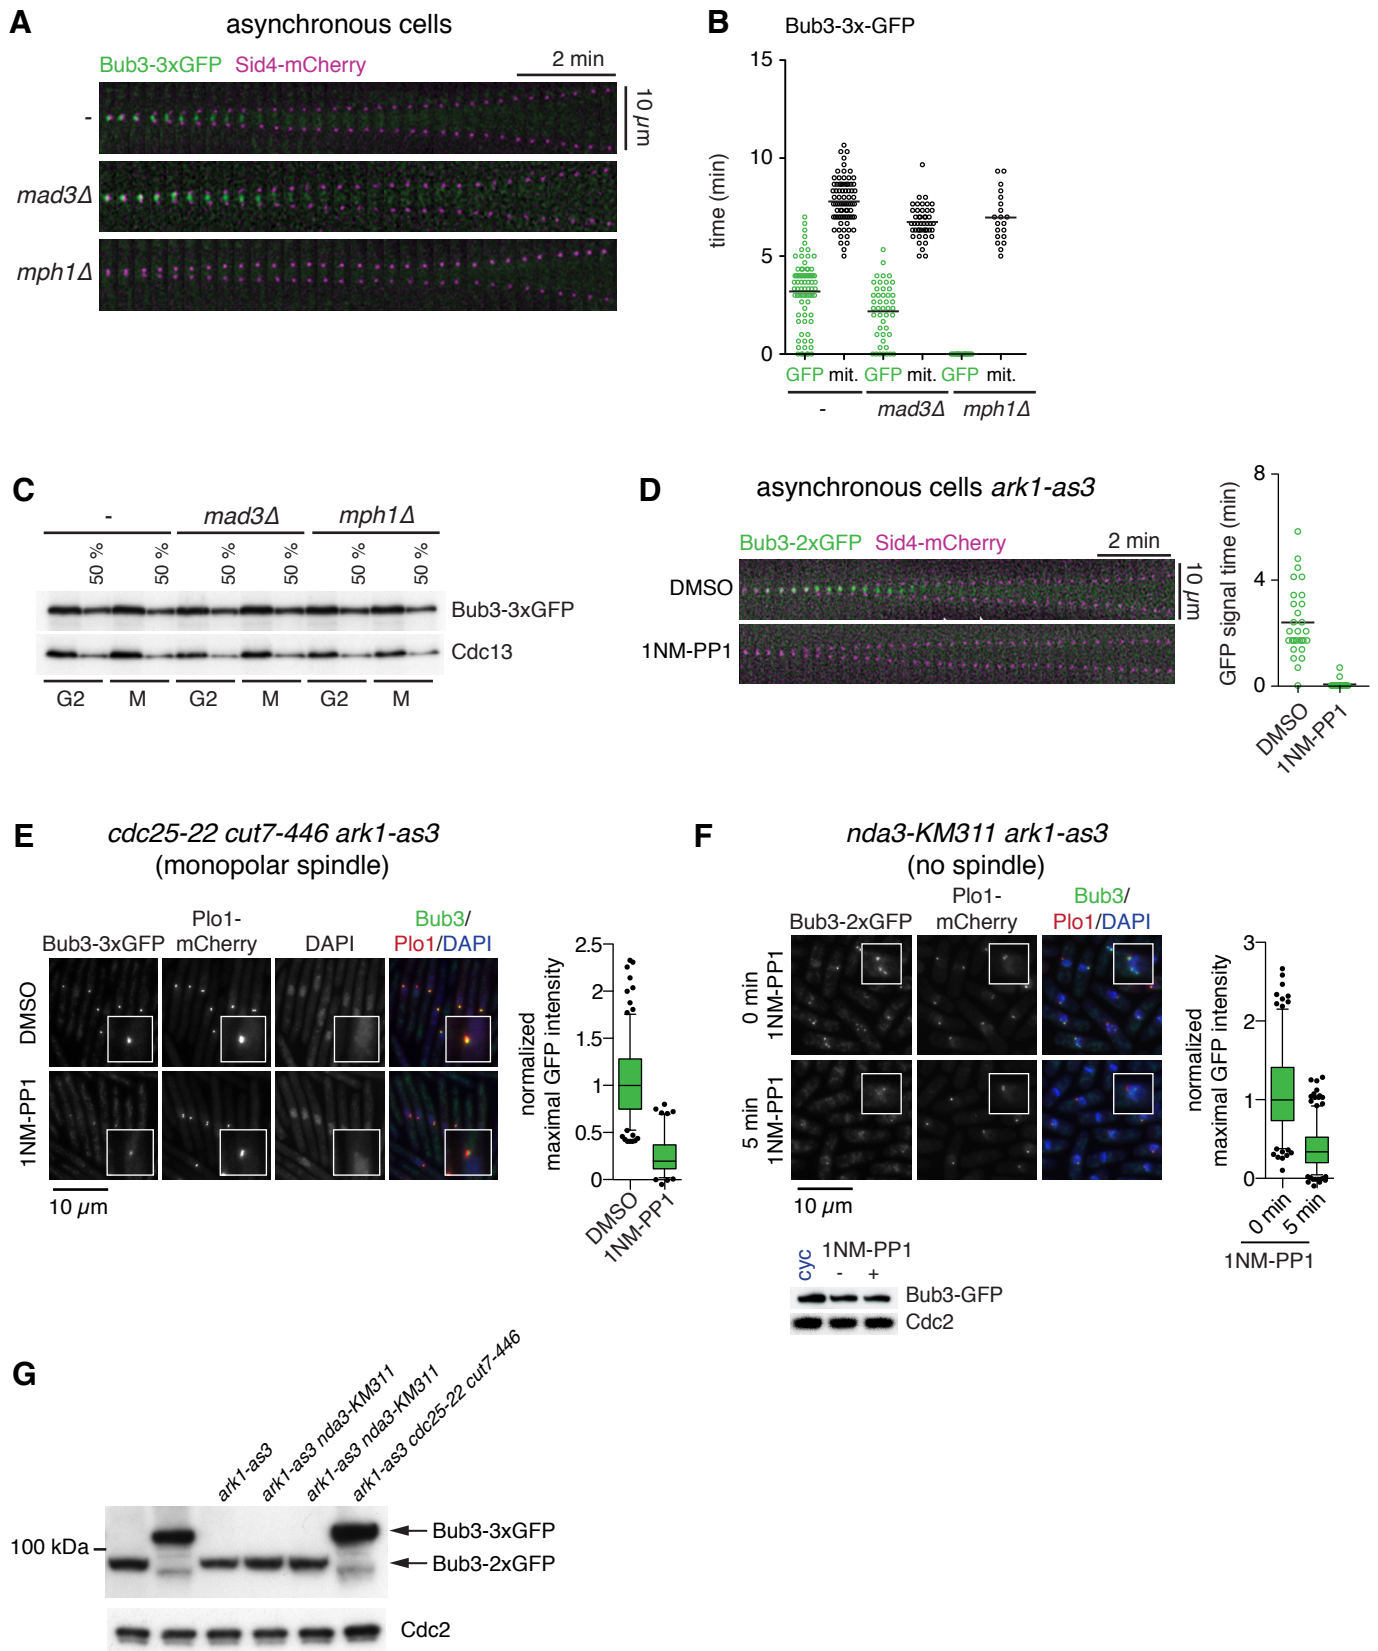 A
asynchronous cells
Bub3-3xGFP Sid4-mCherry 2 min
-
mad3Δ
mph1Δ
10 µm
B
Bub3-3x-GFP
time (min)
15
10
5
0
GFP mit. GFP mit. GFP mit.
- mad3Δ mph1Δ
C
- mad3Δ mph1Δ
50 % 50 % 50 % 50 % 50 % 50 %
Bub3-3xGFP
Cdc13
G2 M G2 M G2 M
D
asynchronous cells ark1-as3
Bub3-2xGFP Sid4-mCherry 2 min
DMSO
1NM-PP1
10 µm
GFP signal time (min)
8
4
0
DMSO
1NM-PP1
E
cdc25-22 cut7-446 ark1-as3
(monopolar spindle)
Bub3-3xGFP
Plo1-
mCherry
DAPI
Bub3/
Plo1/DAPI
DMSO
1NM-PP1
10 µm
normalized
maximal GFP intensity
2.5
2
1.5
1
0.5
0
DMSO
1NM-PP1
F
nda3-KM311 ark1-as3
(no spindle)
Bub3-2xGFP
Plo1-
mCherry
Bub3/
Plo1/DAPI
0 min
1NM-PP1
5 min
1NM-PP1
10 µm
normalized
maximal GFP intensity
3
2
1
0
0 min
5 min
1NM-PP1
cyc
1NM-PP1
- +
Bub3-GFP
Cdc2
G
ark1-as3
ark1-as3 nda3-KM311
ark1-as3 nda3-KM311
ark1-as3 cdc25-22 cut7-446
100 kDa
Bub3-3xGFP
Bub3-2xGFP
Cdc2